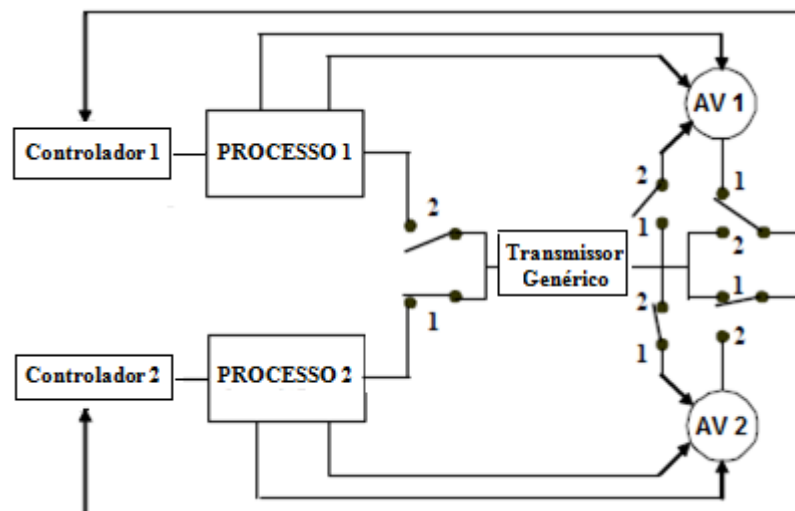 AV 1
Controlador 1
PROCESSO 1
2
2
1
1
2
Transmissor
Genérico
1
2
1
1
2
Controlador 2
PROCESSO 2
AV 2